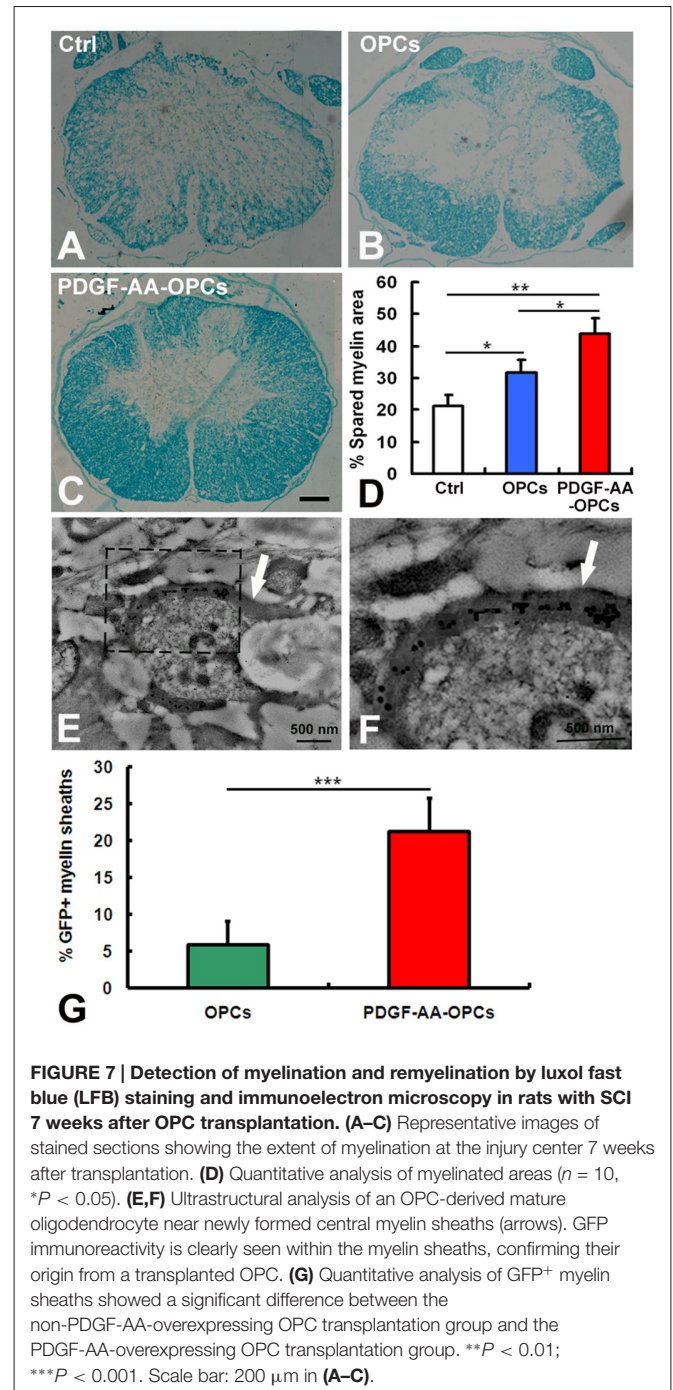 Ctrl
OPCs
A
B
PDGF-AA-OPCs
C
% Spared myelin area
60
50
40
30
20
10
0
**
*
*
Ctrl
OPCs
PDGF-AA
-OPCs
D
E
500 nm
F
500 nm
% GFP+ myelin sheaths
30
25
20
15
10
5
0
***
OPCs
PDGF-AA-OPCs
G
FIGURE 7 | Detection of myelination and remyelination by luxol fast
blue (LFB) staining and immunoelectron microscopy in rats with SCI
7 weeks after OPC transplantation. (A–C) Representative images of
stained sections showing the extent of myelination at the injury center 7 weeks
after transplantation. (D) Quantitative analysis of myelinated areas (n = 10,
*P < 0.05). (E,F) Ultrastructural analysis of an OPC-derived mature
oligodendrocyte near newly formed central myelin sheaths (arrows). GFP
immunoreactivity is clearly seen within the myelin sheaths, confirming their
origin from a transplanted OPC. (G) Quantitative analysis of GFP+ myelin
sheaths showed a significant difference between the
non-PDGF-AA-overexpressing OPC transplantation group and the
PDGF-AA-overexpressing OPC transplantation group. **P < 0.01;
***P < 0.001. Scale bar: 200 μm in (A–C).